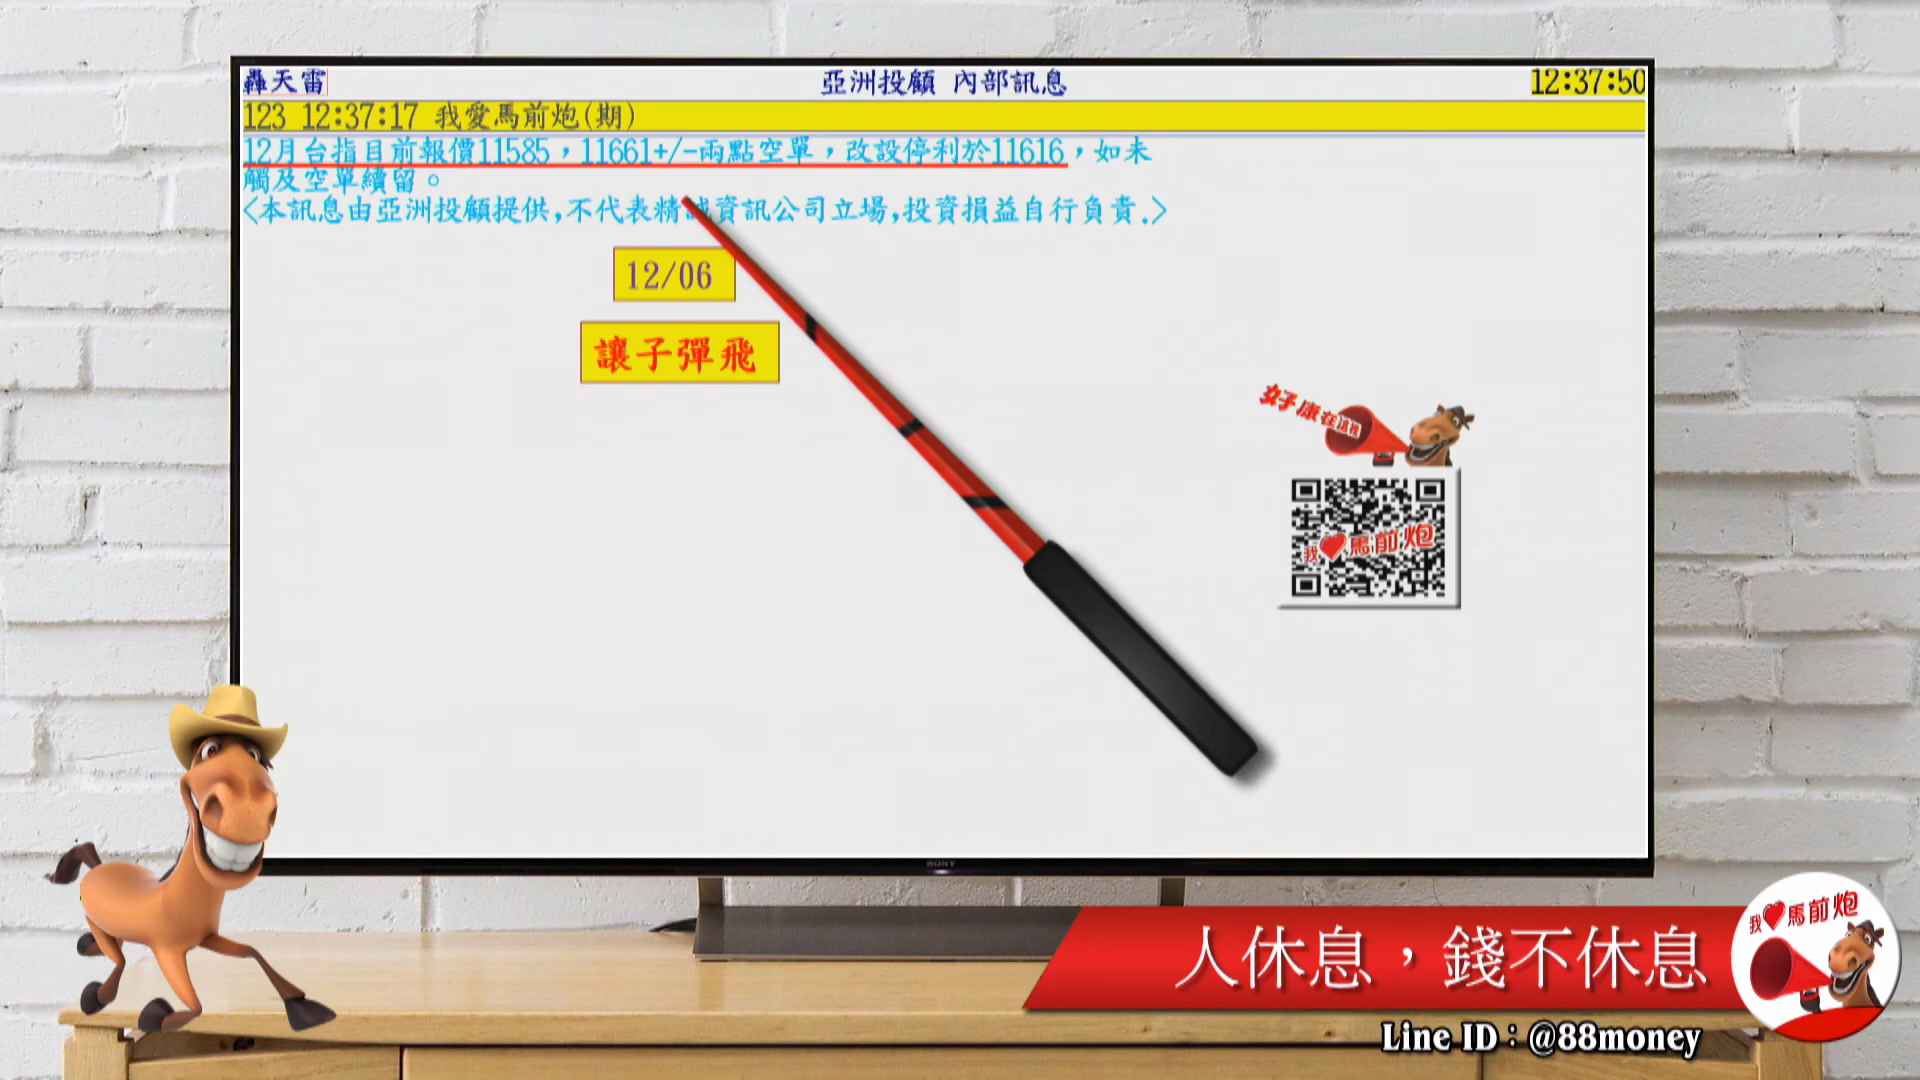 轟天雷
亞洲投顧 內部訊息
12:37:50
123 12:37:17 我愛馬前炮(期)
12月台指目前報價11585，11661+/-兩點空單，改設停利於11616，如未
觸及空單續留。
<本訊息由亞洲投顧提供,不代表精誠資訊公司立場,投資損益自行負責.>
12/06
讓子彈飛
好康在這裡
我馬前炮
SONY
人休息，錢不休息
我馬前炮
Line ID：@88money